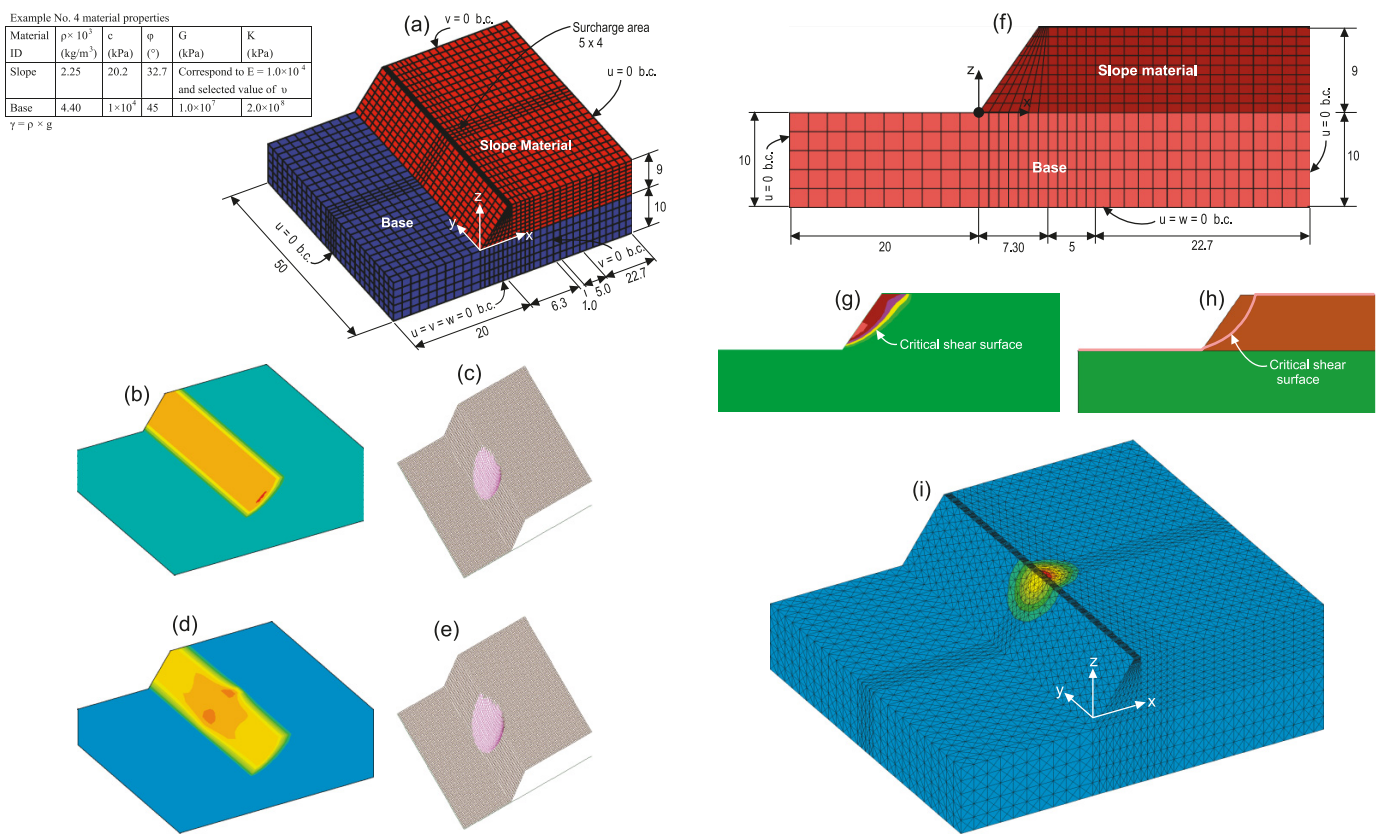 Example No. 4 material properties
Material ID ρ× 10³ (kg/m³) c (kPa) φ (°) G (kPa) K (kPa)
Slope 2.25 20.2 32.7 Correspond to E = 1.0×10⁴ and selected value of υ
Base 4.40 1×10⁴ 45 1.0×10⁷ 2.0×10⁸
γ = ρ × g
(a)
v = 0 b.c.
Surcharge area
5 x 4
u = 0 b.c.
Slope Material
Base
z
y
x
9
10
v = 0 b.c.
u = 0 b.c.
50
u = v = w = 0 b.c.
20
6.3
1.0
5.0
22.7
(b)
(c)
(d)
(e)
(f)
z
x
Slope material
9
u = 0 b.c.
10
u = 0 b.c.
Base
10
u = w = 0 b.c.
20
7.30
5
22.7
(g)
Critical shear surface
(h)
Critical shear
surface
(i)
z
y
x